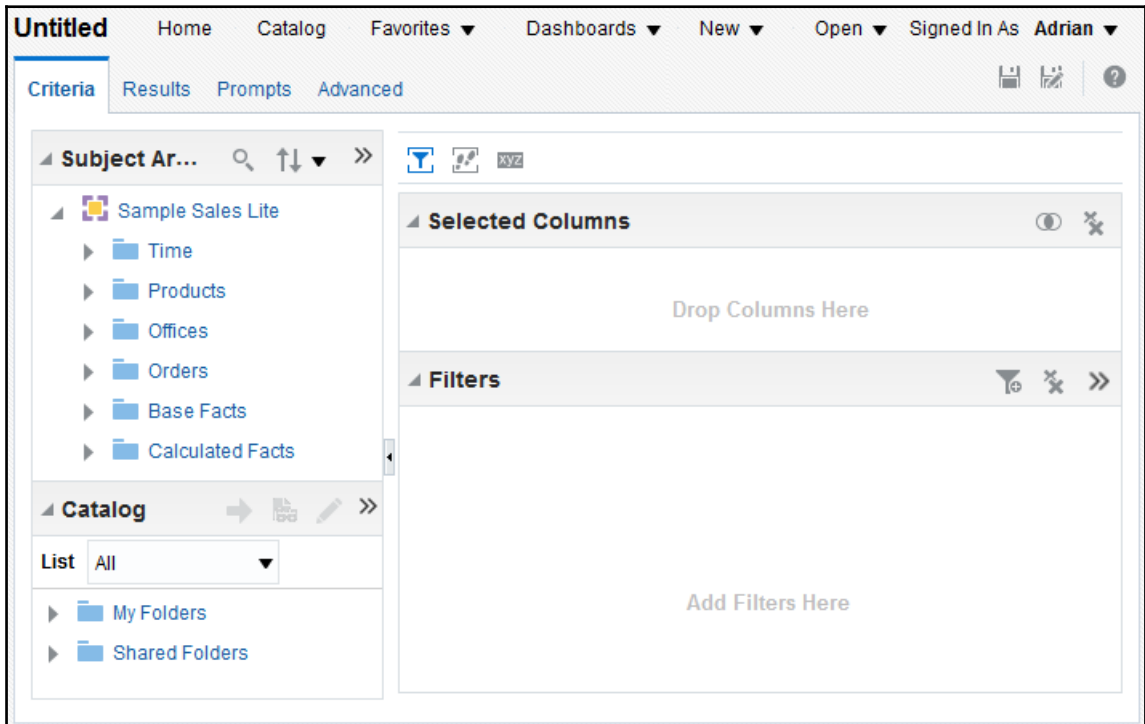 Untitled Home Catalog Favorites Dashboards New Open Signed In As Adrian
Criteria Results Prompts Advanced
Subject Ar...
Sample Sales Lite
Time
Products
Offices
Orders
Base Facts
Calculated Facts
Catalog
List All
My Folders
Shared Folders
xyz
Selected Columns
Drop Columns Here
Filters
Add Filters Here